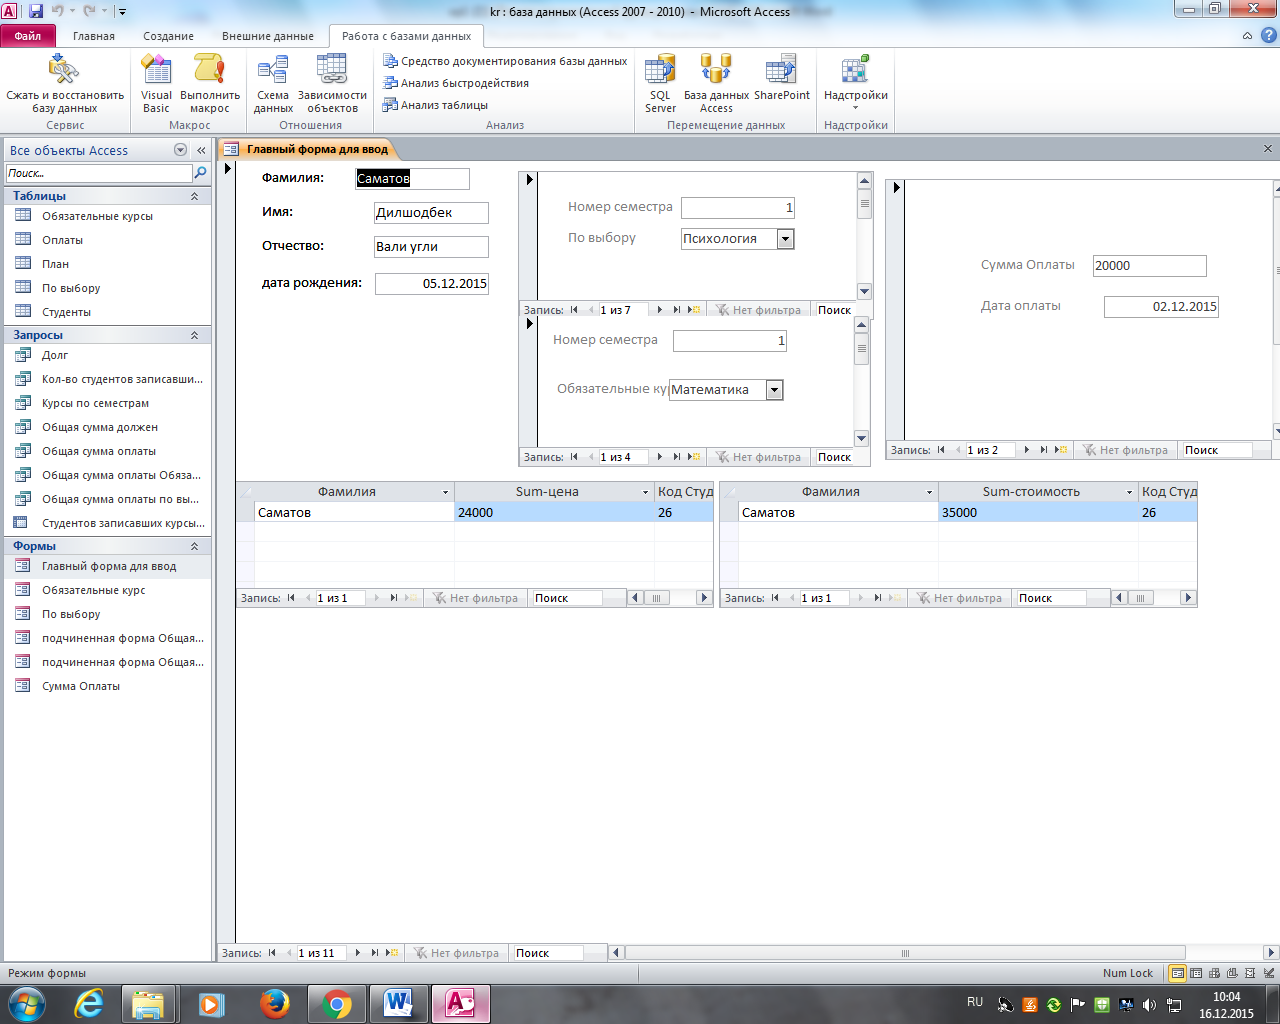 kr : база данных (Access 2007 - 2010) - Microsoft Access
Файл Главная Создание Внешние данные Работа с базами данных
Сжать и восстановить базу данных
Сервис
Visual Basic
Выполнить макрос
Макрос
Схема данных
Зависимости объектов
Отношения
Средство документирования базы данных
Анализ быстродействия
Анализ таблицы
Анализ
SQL Server
База данных Access
SharePoint
Перемещение данных
Надстройки
Надстройки
Все объекты Access
Поиск...
Таблицы
Обязательные курсы
Оплаты
План
По выбору
Студенты
Запросы
Долг
Кол-во студентов записавши...
Курсы по семестрам
Общая сумма должен
Общая сумма оплаты
Общая сумма оплаты Обяза...
Общая сумма оплаты по вы...
Студентов записавших курсы...
Формы
Главный форма для ввод
Обязательные курс
По выбору
подчиненная форма Общая...
подчиненная форма Общая...
Сумма Оплаты
Главный форма для ввод
Фамилия: Саматов
Имя: Дилшодбек
Отчество: Вали угли
дата рождения: 05.12.2015
Номер семестра 1
По выбору Психология
Запись: 1 из 7 Нет фильтра Поиск
Номер семестра 1
Обязательные кур Математика
Запись: 1 из 4 Нет фильтра Поиск
Сумма Оплаты 20000
Дата оплаты 02.12.2015
Запись: 1 из 2 Нет фильтра Поиск
Фамилия Sum-цена Код Студ
Саматов 24000 26
Запись: 1 из 1 Нет фильтра Поиск
Фамилия Sum-стоимость Код Студ
Саматов 35000 26
Запись: 1 из 1 Нет фильтра Поиск
Запись: 1 из 11 Нет фильтра Поиск
Режим формы Num Lock
RU 10:04
16.12.2015